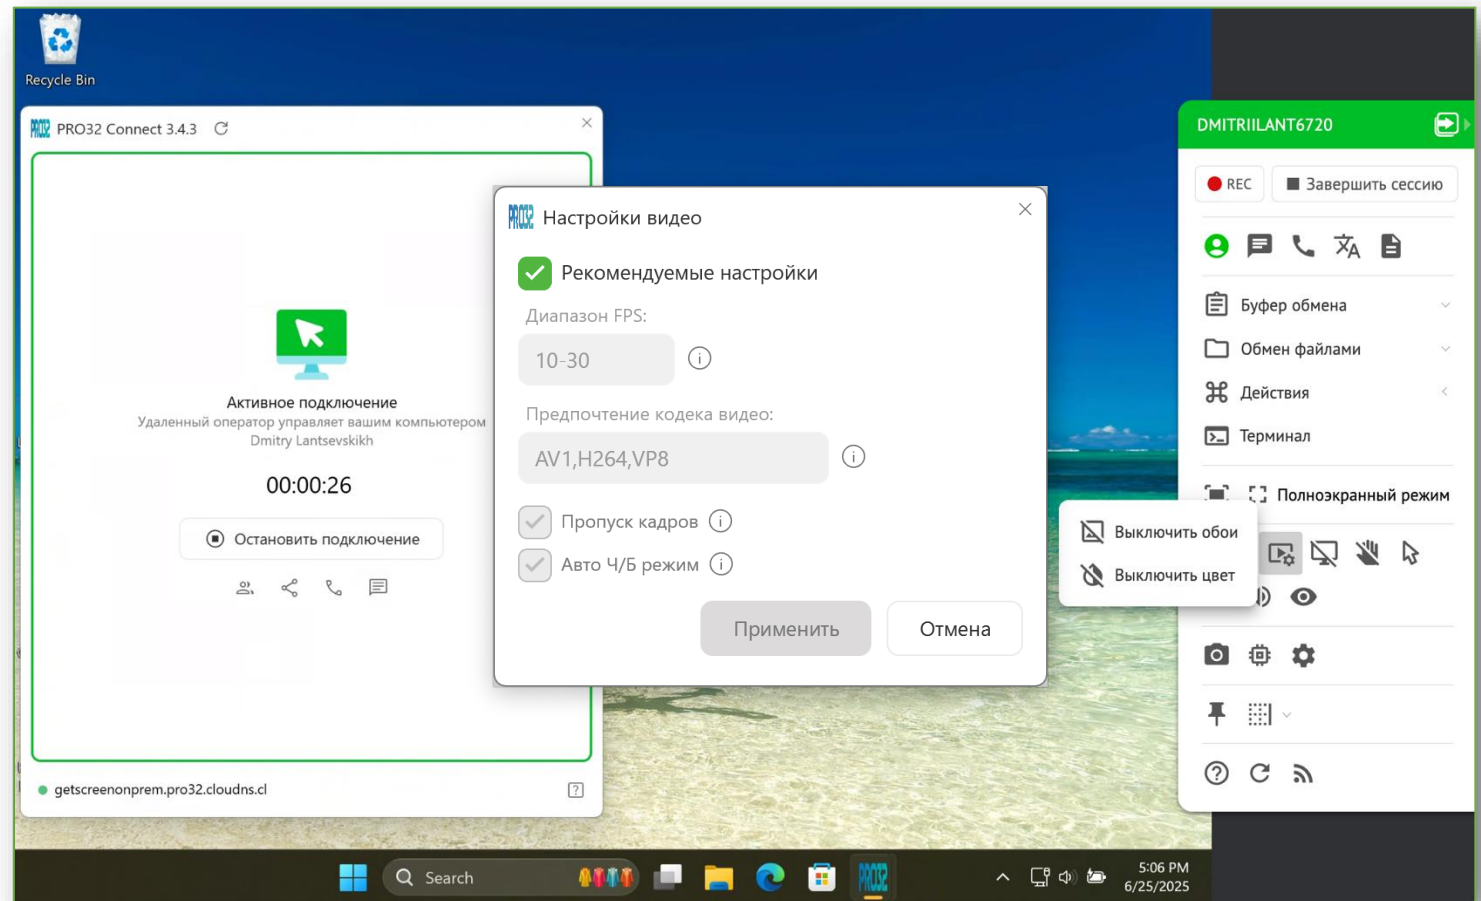 Recycle Bin
PRO32 PRO32 Connect 3.4.3
Активное подключение
Удаленный оператор управляет вашим компьютером
Dmitry Lantsevskikh
00:00:26
Остановить подключение
getscreenonprem.pro32.cloudns.cl
PRO32 Настройки видео
Рекомендуемые настройки
Диапазон FPS:
10-30
Предпочтение кодека видео:
AV1,H264,VP8
Пропуск кадров
Авто Ч/Б режим
Применить
Отмена
DMITRIILANT6720
REC
Завершить сессию
Буфер обмена
Обмен файлами
Действия
Терминал
Полноэкранный режим
Выключить обои
Выключить цвет
Search
PRO32
5:06 PM
6/25/2025